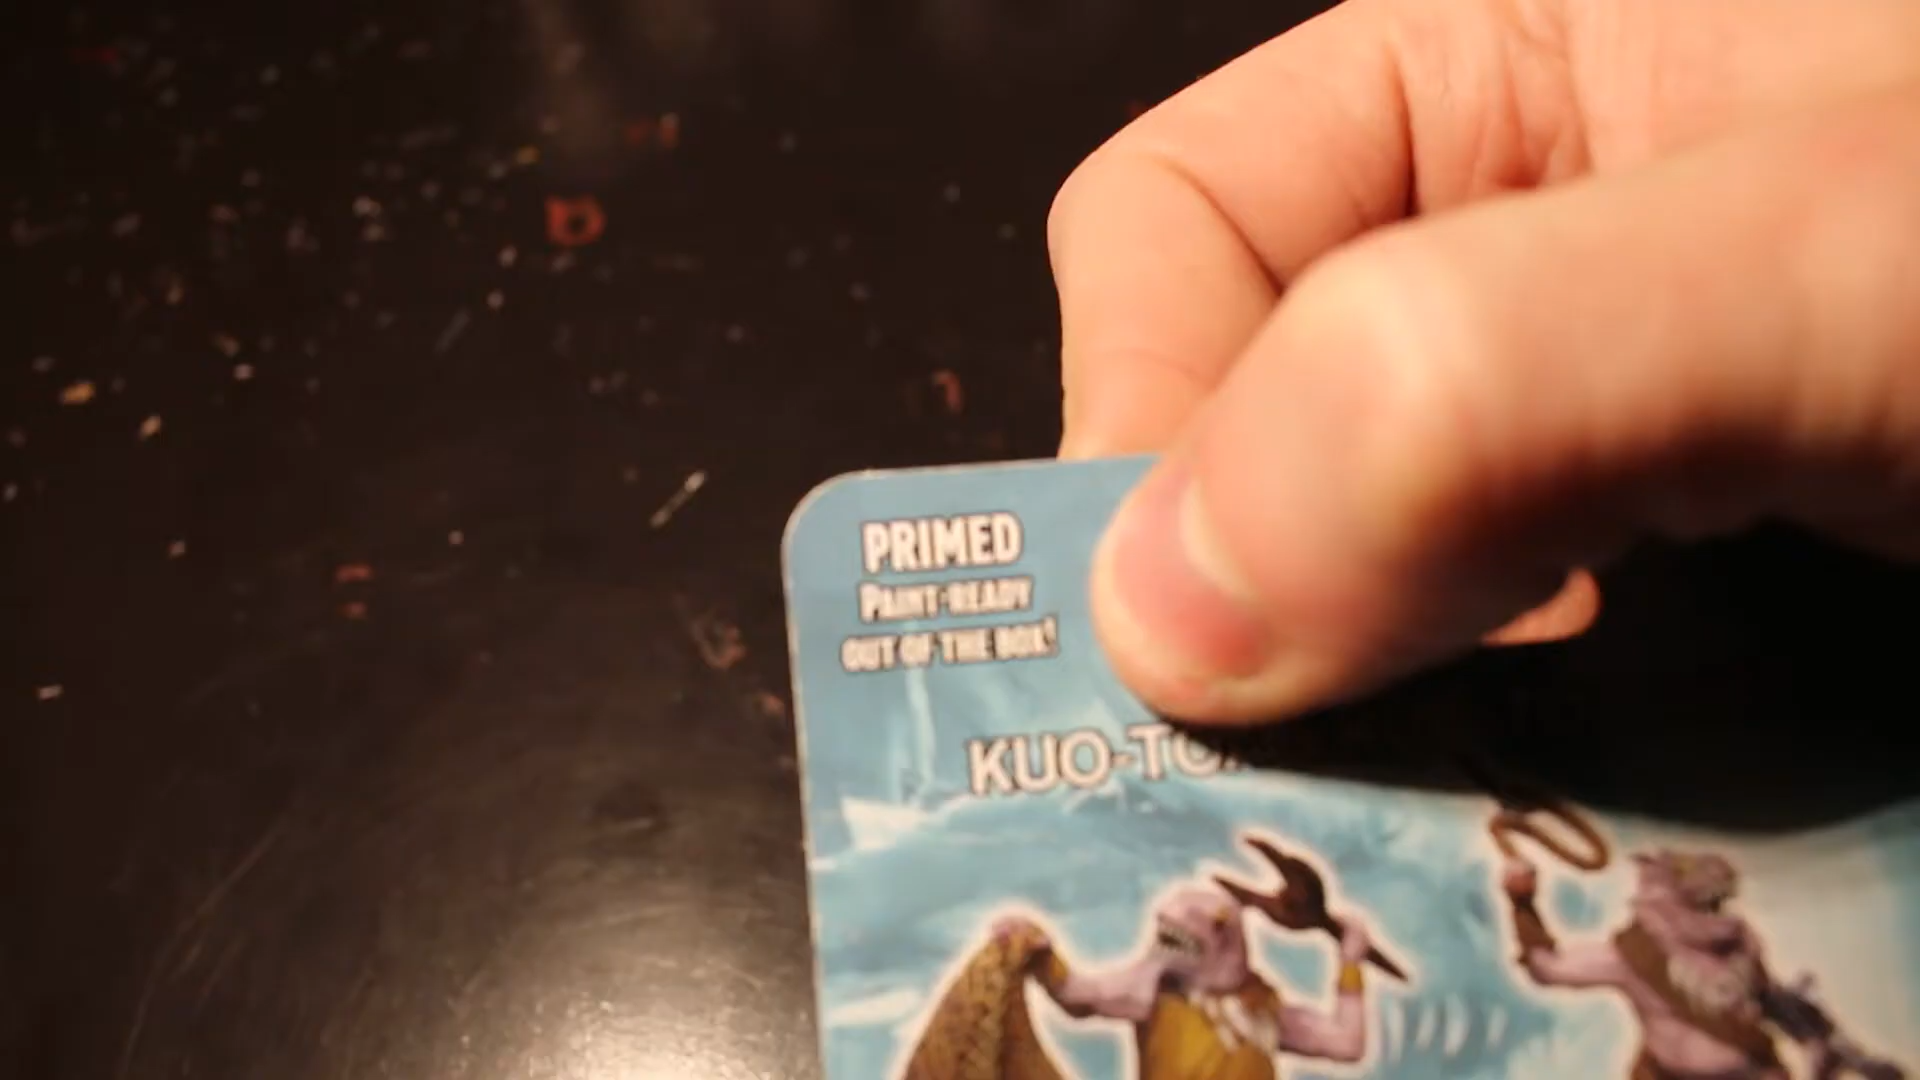 PRIMED
PAINT-READY
OUT OF THE BOX!
KUO-TO